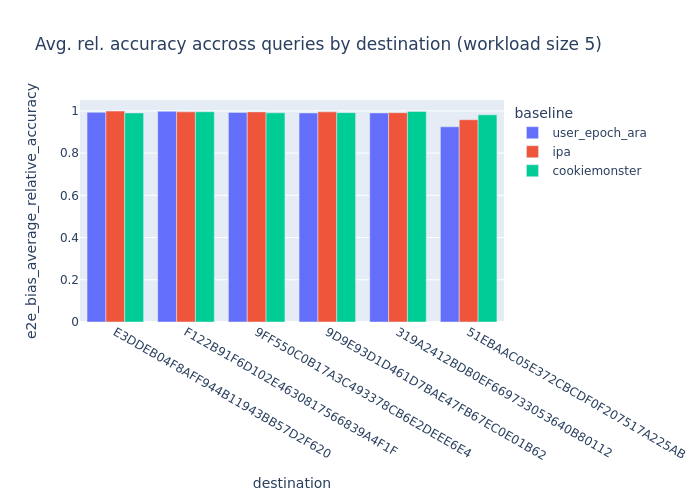 Avg. rel. accuracy accross queries by destination (workload size 5)
e2e_bias_average_relative_accuracy
1
0.8
0.6
0.4
0.2
0
baseline
user_epoch_ara
ipa
cookiemonster
E3DDEB04F8AFF944B11943BB57D2F620
F122B91F6D102E4630817566839A4F1F
9FF550C0B17A3C493378CB6E2DEEE6E4
9D9E93D1D461D7BAE47FB67EC0E01B62
319A2412BDB0EF669733053640B80112
51EBAAC05E372CBCDF0F207517A225AB
destination